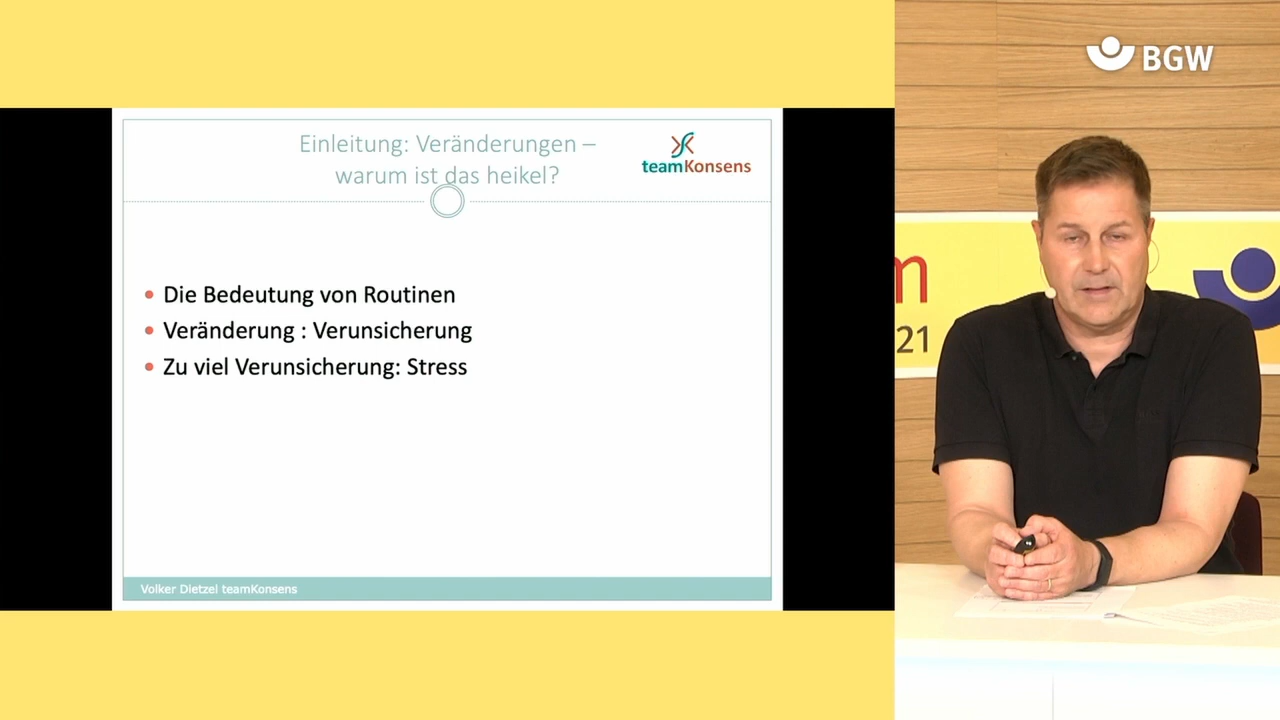 Einleitung: Veränderungen –
warum ist das heikel?
teamKonsens
• Die Bedeutung von Routinen
• Veränderung : Verunsicherung
• Zu viel Verunsicherung: Stress
Volker Dietzel teamKonsens
BGW
m
21